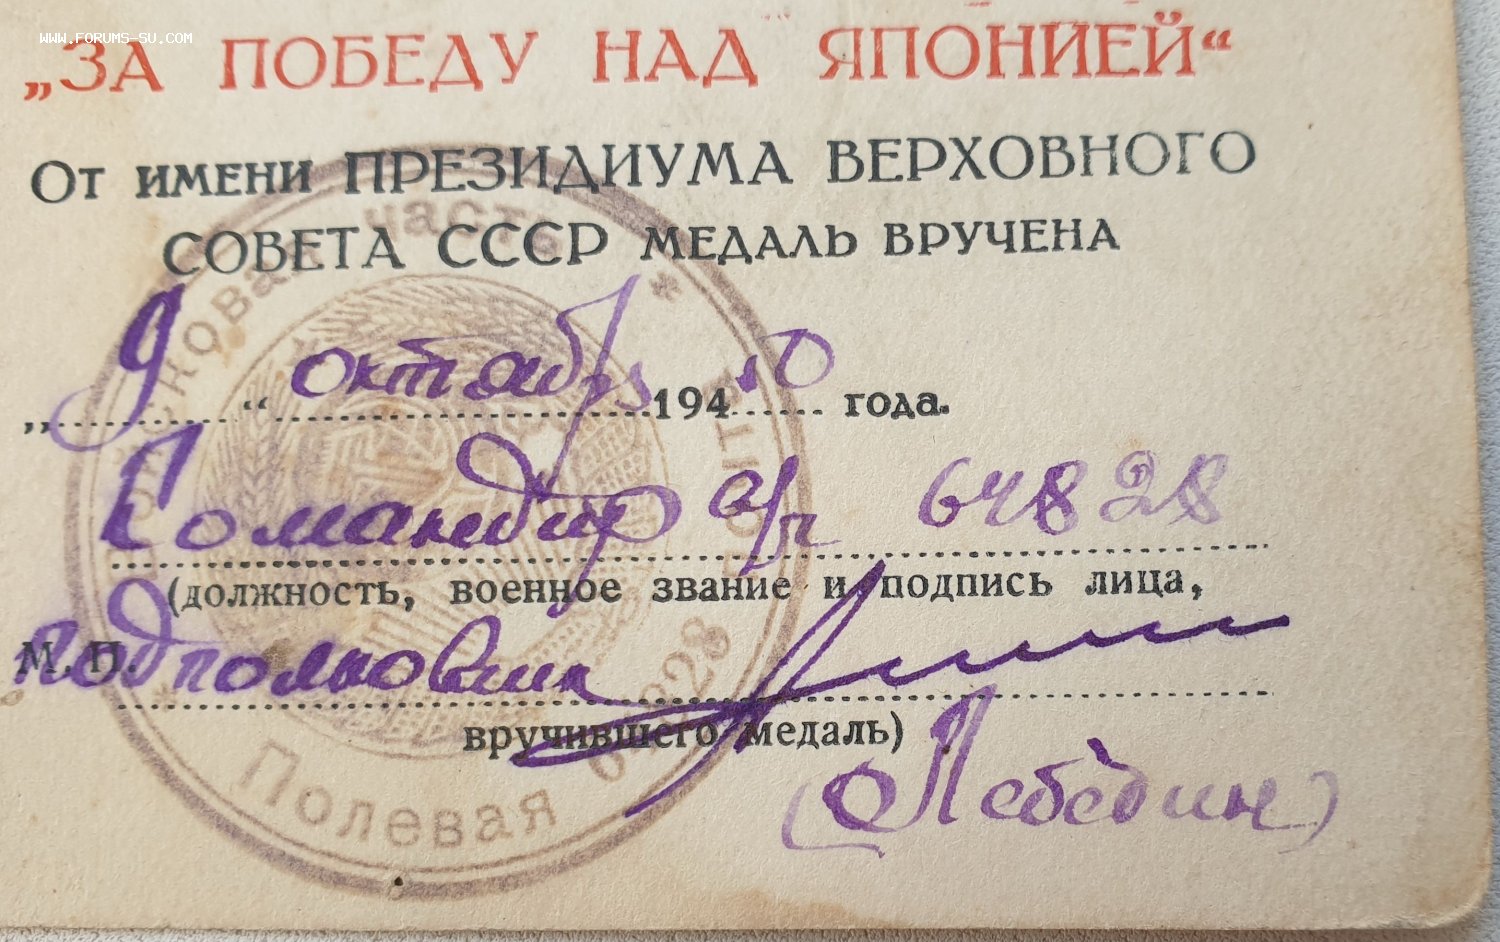 WWW.FORUMS-SU.COM
„ЗА ПОБЕДУ НАД ЯПОНИЕЙ“
От имени ПРЕЗИДИУМА ВЕРХОВНОГО
СОВЕТА СССР МЕДАЛЬ ВРУЧЕНА
„9“ октября 194 года.
Командир в/ч 64828
(должность, военное звание и подпись лица,
М. П. подполковник
вручившего медаль)
(Лебедин)
Полевая часть